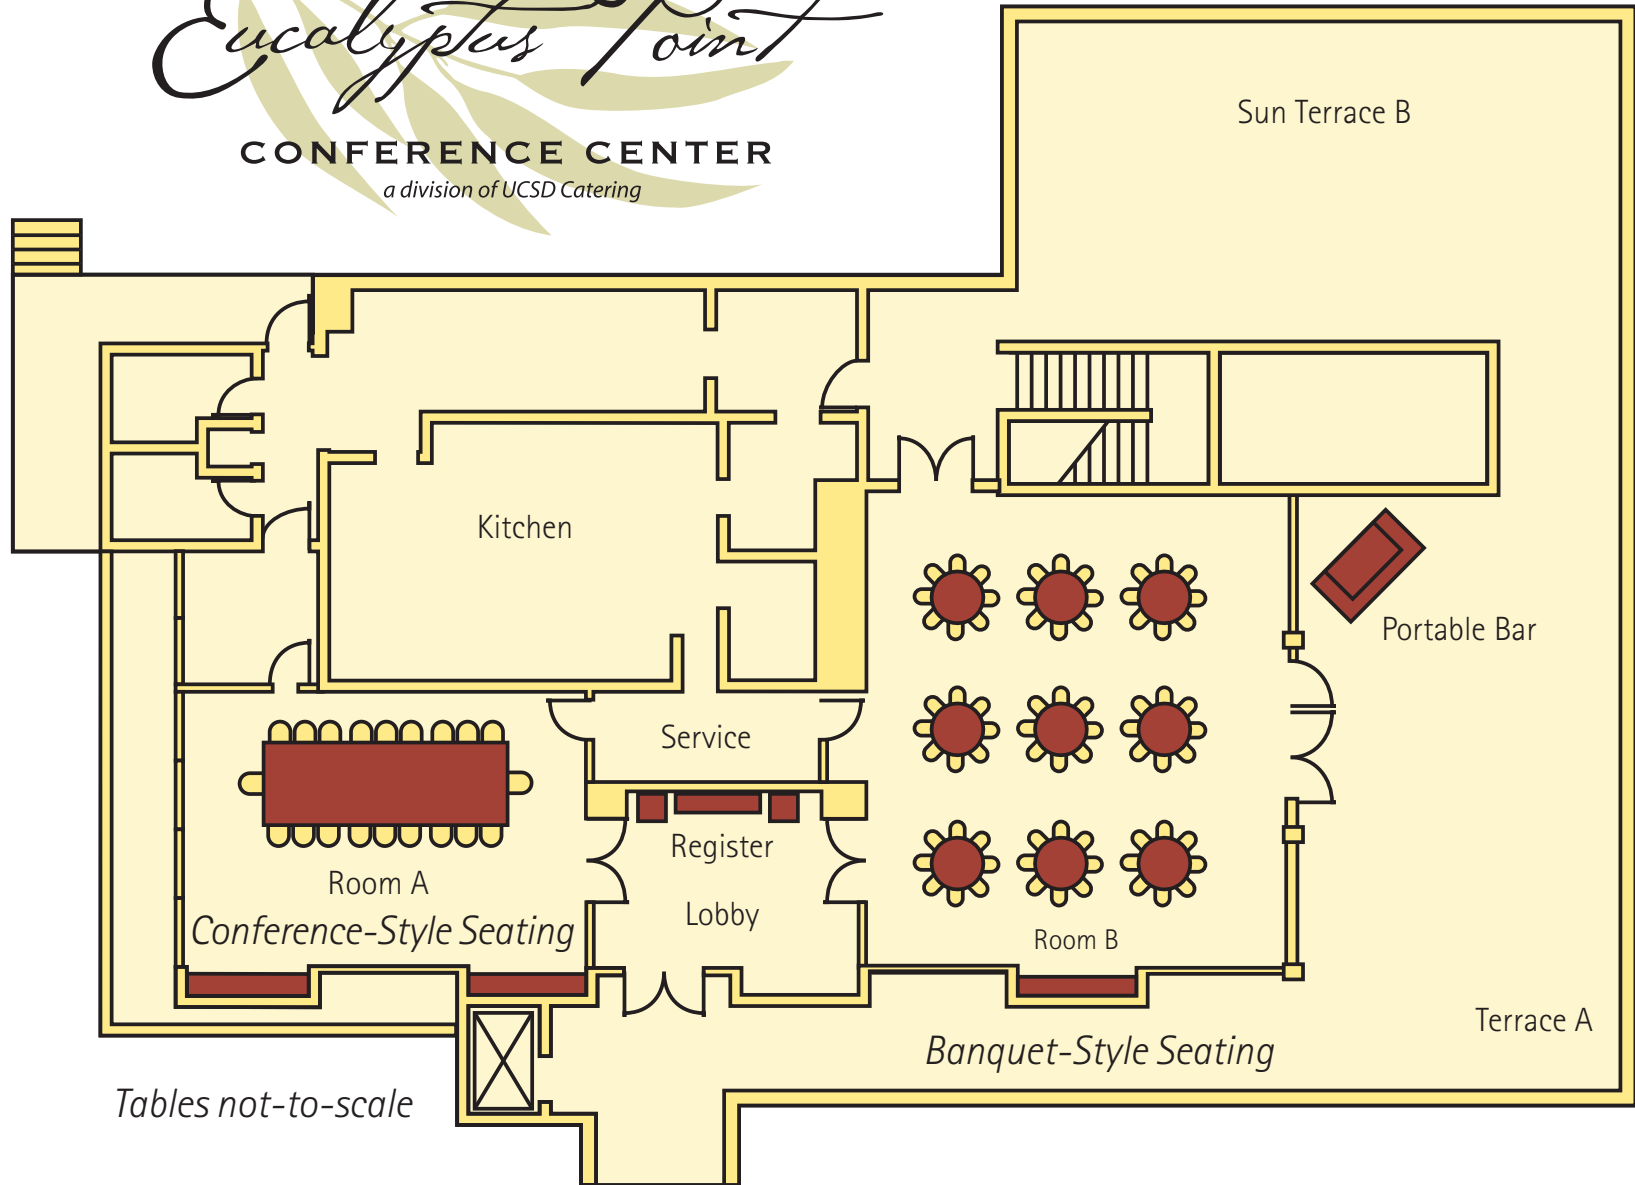 Eucalyptus Point
CONFERENCE CENTER
a division of UCSD Catering
Sun Terrace B
Kitchen
Portable Bar
Service
Register
Room A
Lobby
Conference-Style Seating
Room B
Terrace A
Banquet-Style Seating
Tables not-to-scale